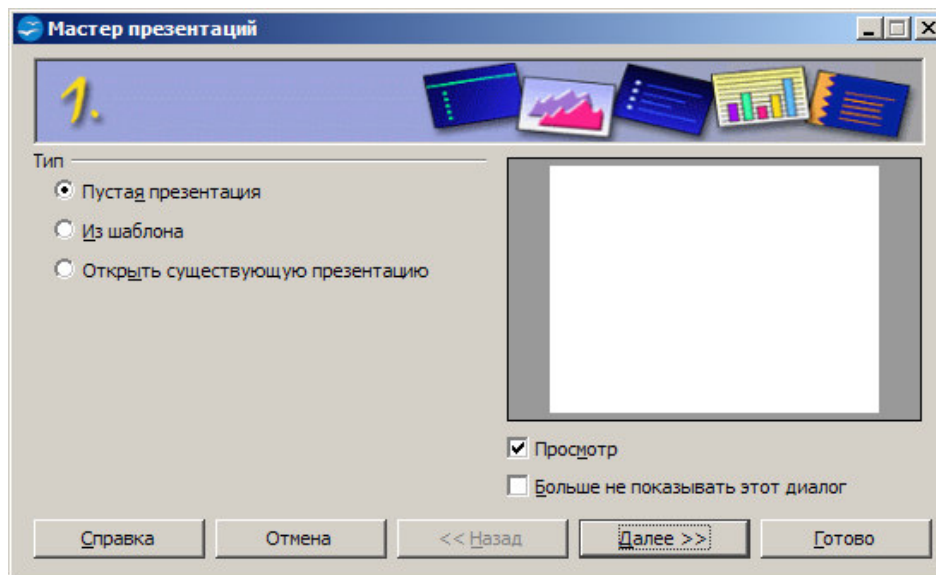 Мастер презентаций
1.
Тип
Пустая презентация
Из шаблона
Открыть существующую презентацию
Просмотр
Больше не показывать этот диалог
Справка
Отмена
<< Назад
Далее >>
Готово